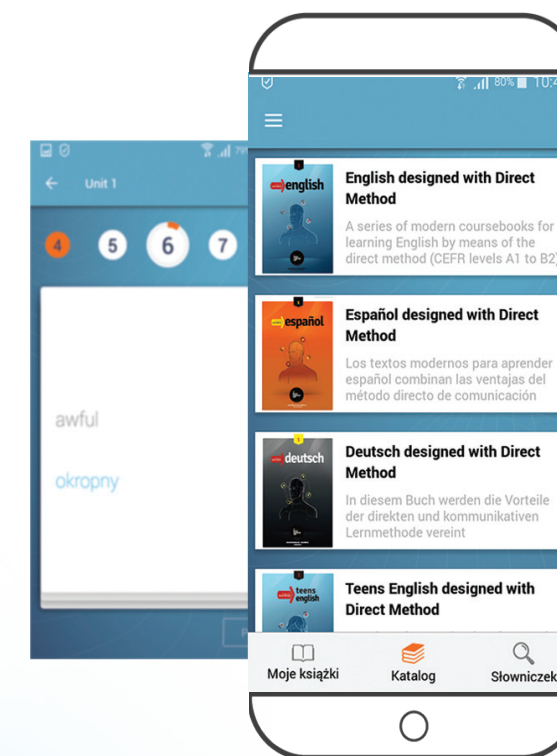 Unit 1
4 5 6 7
awful
okropny
80%
english
English designed with Direct
Method
A series of modern coursebooks for
learning English by means of the
direct method (CEFR levels A1 to B2)
español
Español designed with Direct
Method
Los textos modernos para aprender
español combinan las ventajas del
método directo de comunicación
deutsch
Deutsch designed with Direct
Method
In diesem Buch werden die Vorteile
der direkten und kommunikativen
Lernmethode vereint
teens
english
Teens English designed with
Direct Method
Moje książki Katalog Słowniczek